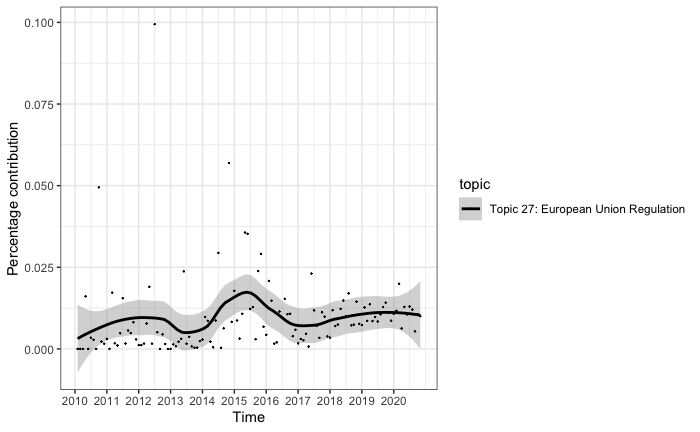 0.100
0.075
0.050
0.025
0.000
Percentage contribution
2010 2011 2012 2013 2014 2015 2016 2017 2018 2019 2020
Time
topic
Topic 27: European Union Regulation